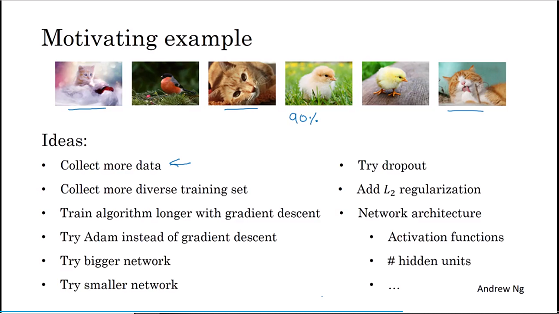 Motivating example
90%
Ideas:
• Collect more data
• Collect more diverse training set
• Train algorithm longer with gradient descent
• Try Adam instead of gradient descent
• Try bigger network
• Try smaller network
• Try dropout
• Add L₂ regularization
• Network architecture
• Activation functions
• # hidden units
• ...
Andrew Ng